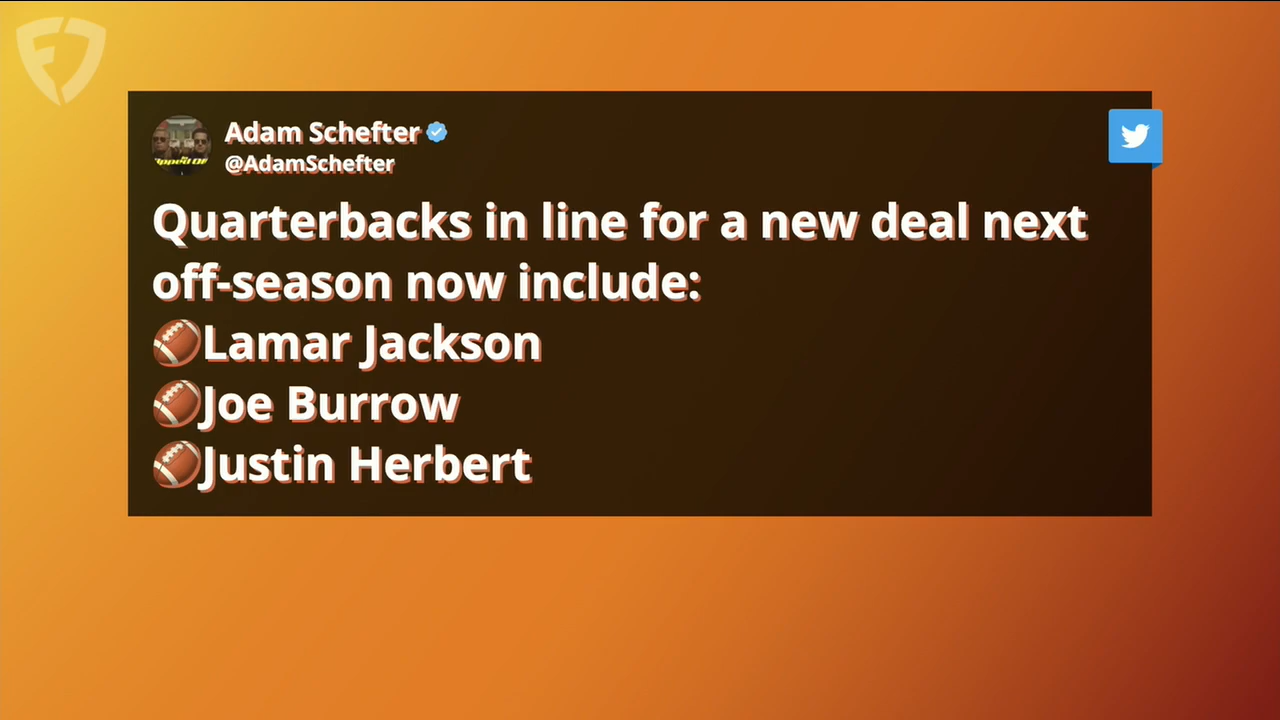 Adam Schefter
@AdamSchefter
Quarterbacks in line for a new deal next
off-season now include:
🏈Lamar Jackson
🏈Joe Burrow
🏈Justin Herbert